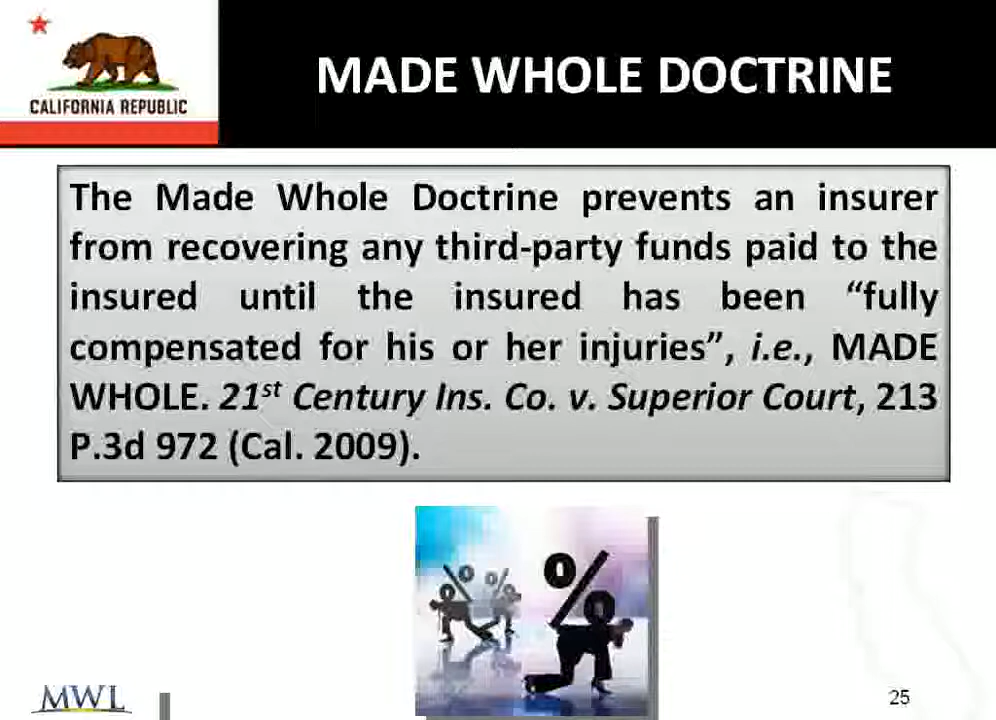 CALIFORNIA REPUBLIC
MADE WHOLE DOCTRINE
The Made Whole Doctrine prevents an insurer
from recovering any third-party funds paid to the
insured until the insured has been “fully
compensated for his or her injuries”, i.e., MADE
WHOLE. 21st Century Ins. Co. v. Superior Court, 213
P.3d 972 (Cal. 2009).
% % %
MWL
25